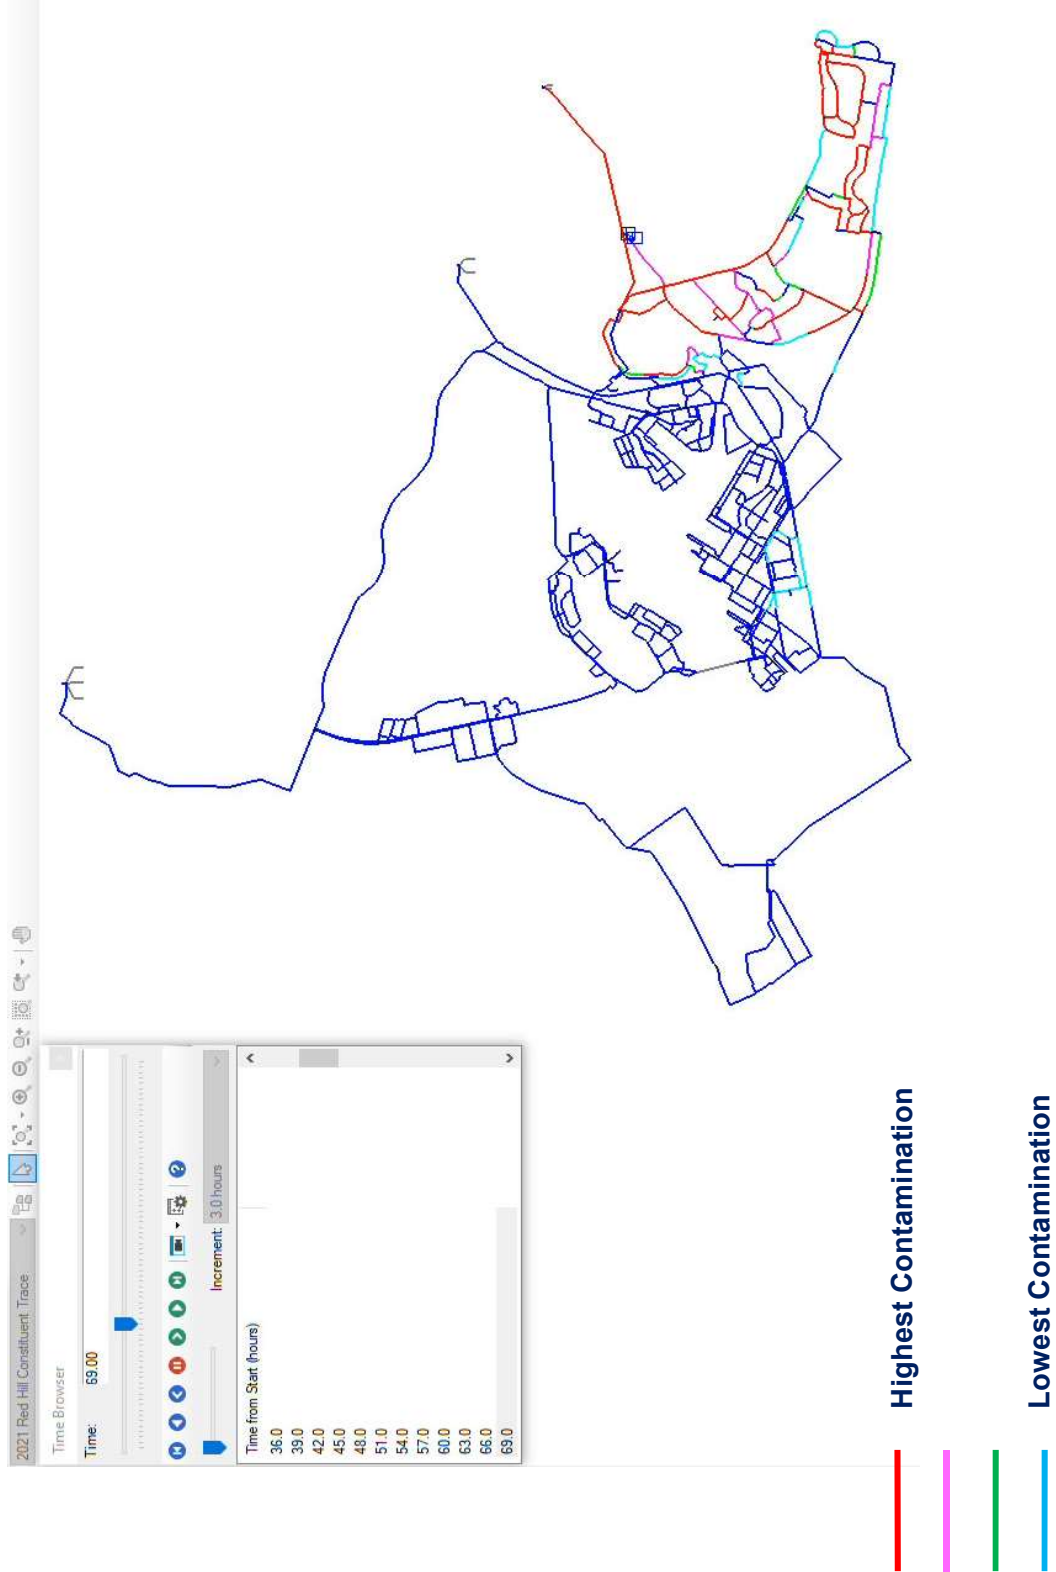 2021 Red Hill Constituent Trace
Time Browser
Time:
69.00
Increment: 3.0 hours
Time from Start (hours)
36.0
39.0
42.0
45.0
48.0
51.0
54.0
57.0
60.0
63.0
66.0
69.0
Highest Contamination
Lowest Contamination